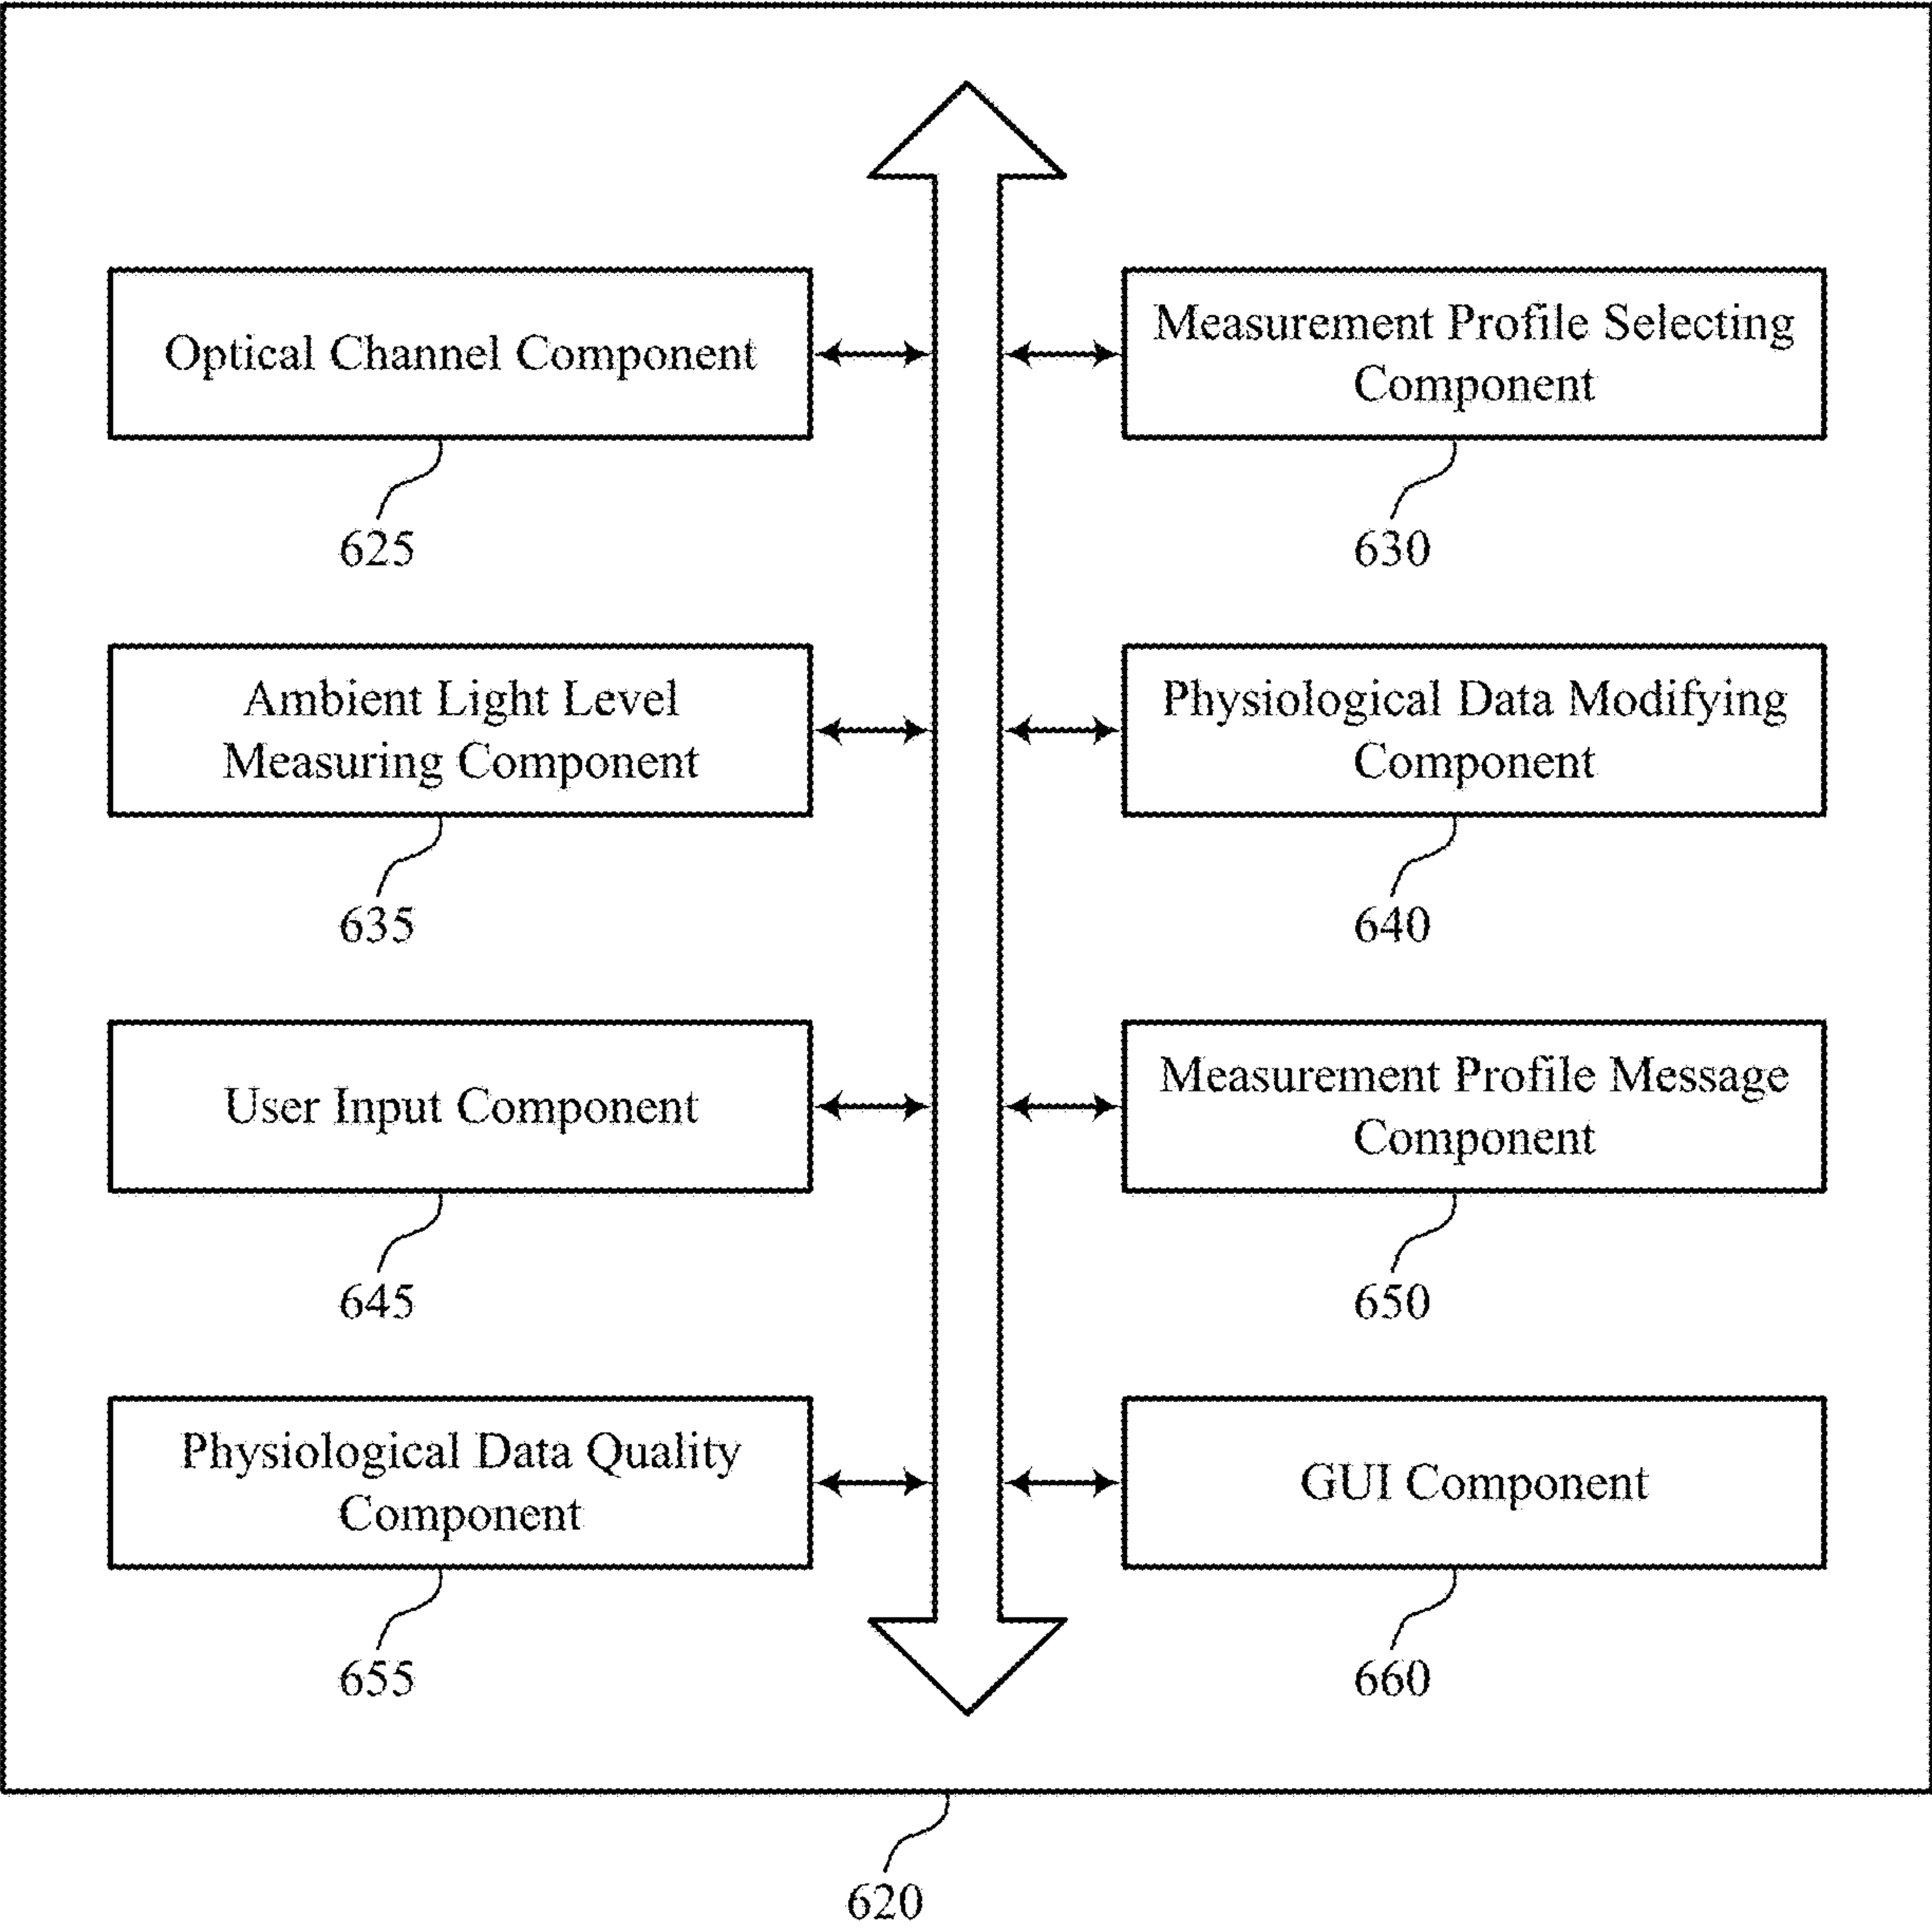 Optical Channel Component
625
Measurement Profile Selecting
Component
630
Ambient Light Level
Measuring Component
635
Physiological Data Modifying
Component
640
User Input Component
645
Measurement Profile Message
Component
650
Physiological Data Quality
Component
655
GUI Component
660
620